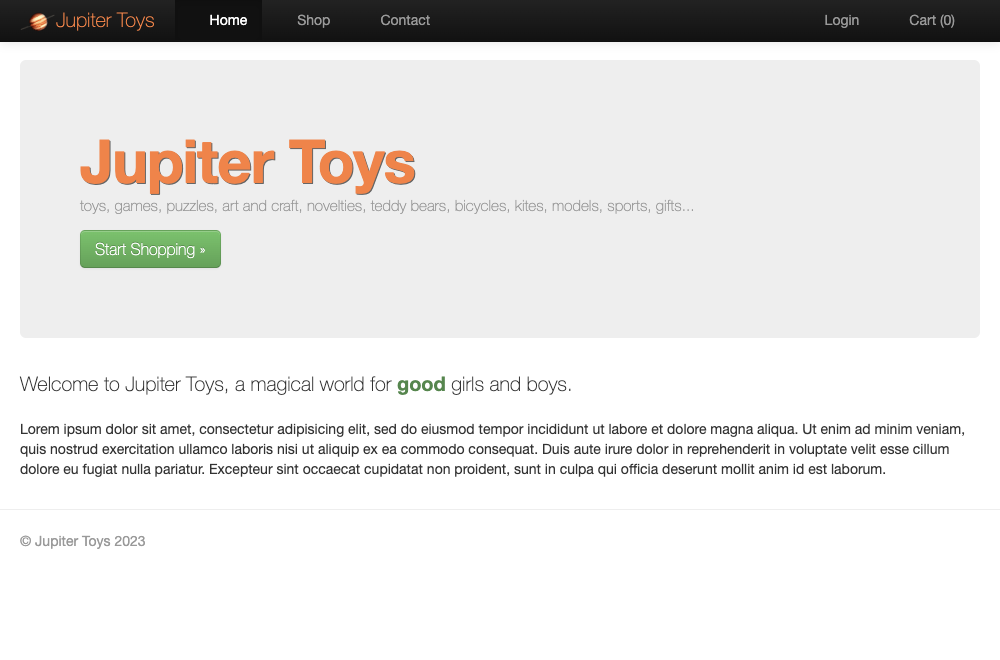 Jupiter Toys Home Shop Contact Login Cart (0)
Jupiter Toys
toys, games, puzzles, art and craft, novelties, teddy bears, bicycles, kites, models, sports, gifts...
Start Shopping »
Welcome to Jupiter Toys, a magical world for good girls and boys.
Lorem ipsum dolor sit amet, consectetur adipisicing elit, sed do eiusmod tempor incididunt ut labore et dolore magna aliqua. Ut enim ad minim veniam,
quis nostrud exercitation ullamco laboris nisi ut aliquip ex ea commodo consequat. Duis aute irure dolor in reprehenderit in voluptate velit esse cillum
dolore eu fugiat nulla pariatur. Excepteur sint occaecat cupidatat non proident, sunt in culpa qui officia deserunt mollit anim id est laborum.
© Jupiter Toys 2023